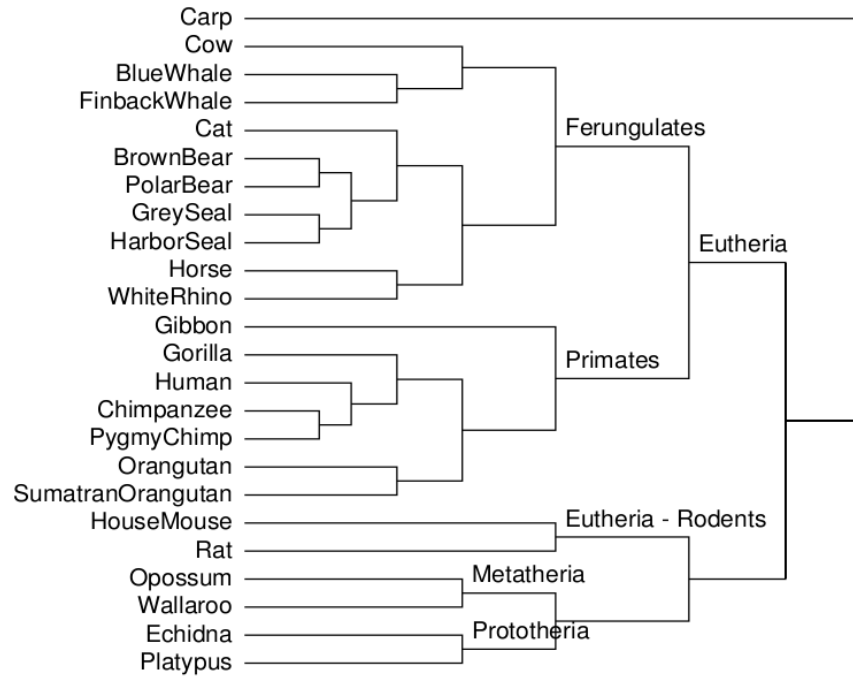 Carp
Cow
BlueWhale
FinbackWhale
Cat
Ferungulates
BrownBear
PolarBear
GreySeal
HarborSeal
Eutheria
Horse
WhiteRhino
Gibbon
Gorilla
Primates
Human
Chimpanzee
PygmyChimp
Orangutan
SumatranOrangutan
HouseMouse
Eutheria - Rodents
Rat
Opossum
Metatheria
Wallaroo
Echidna
Prototheria
Platypus